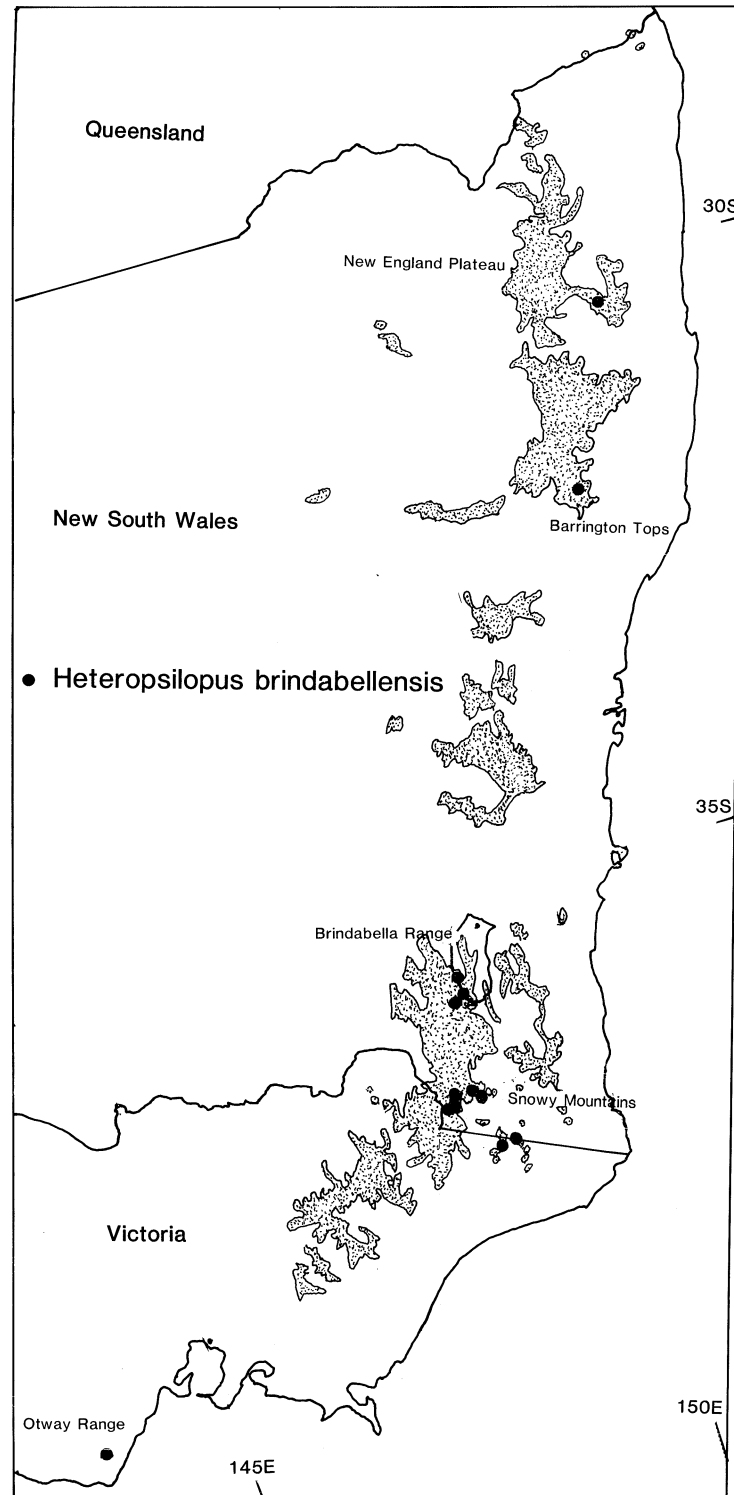 Queensland
30S
New England Plateau
New South Wales
Barrington Tops
Heteropsilopus brindabellensis
35S
Brindabella Range
Snowy Mountains
Victoria
150E
Otway Range
145E